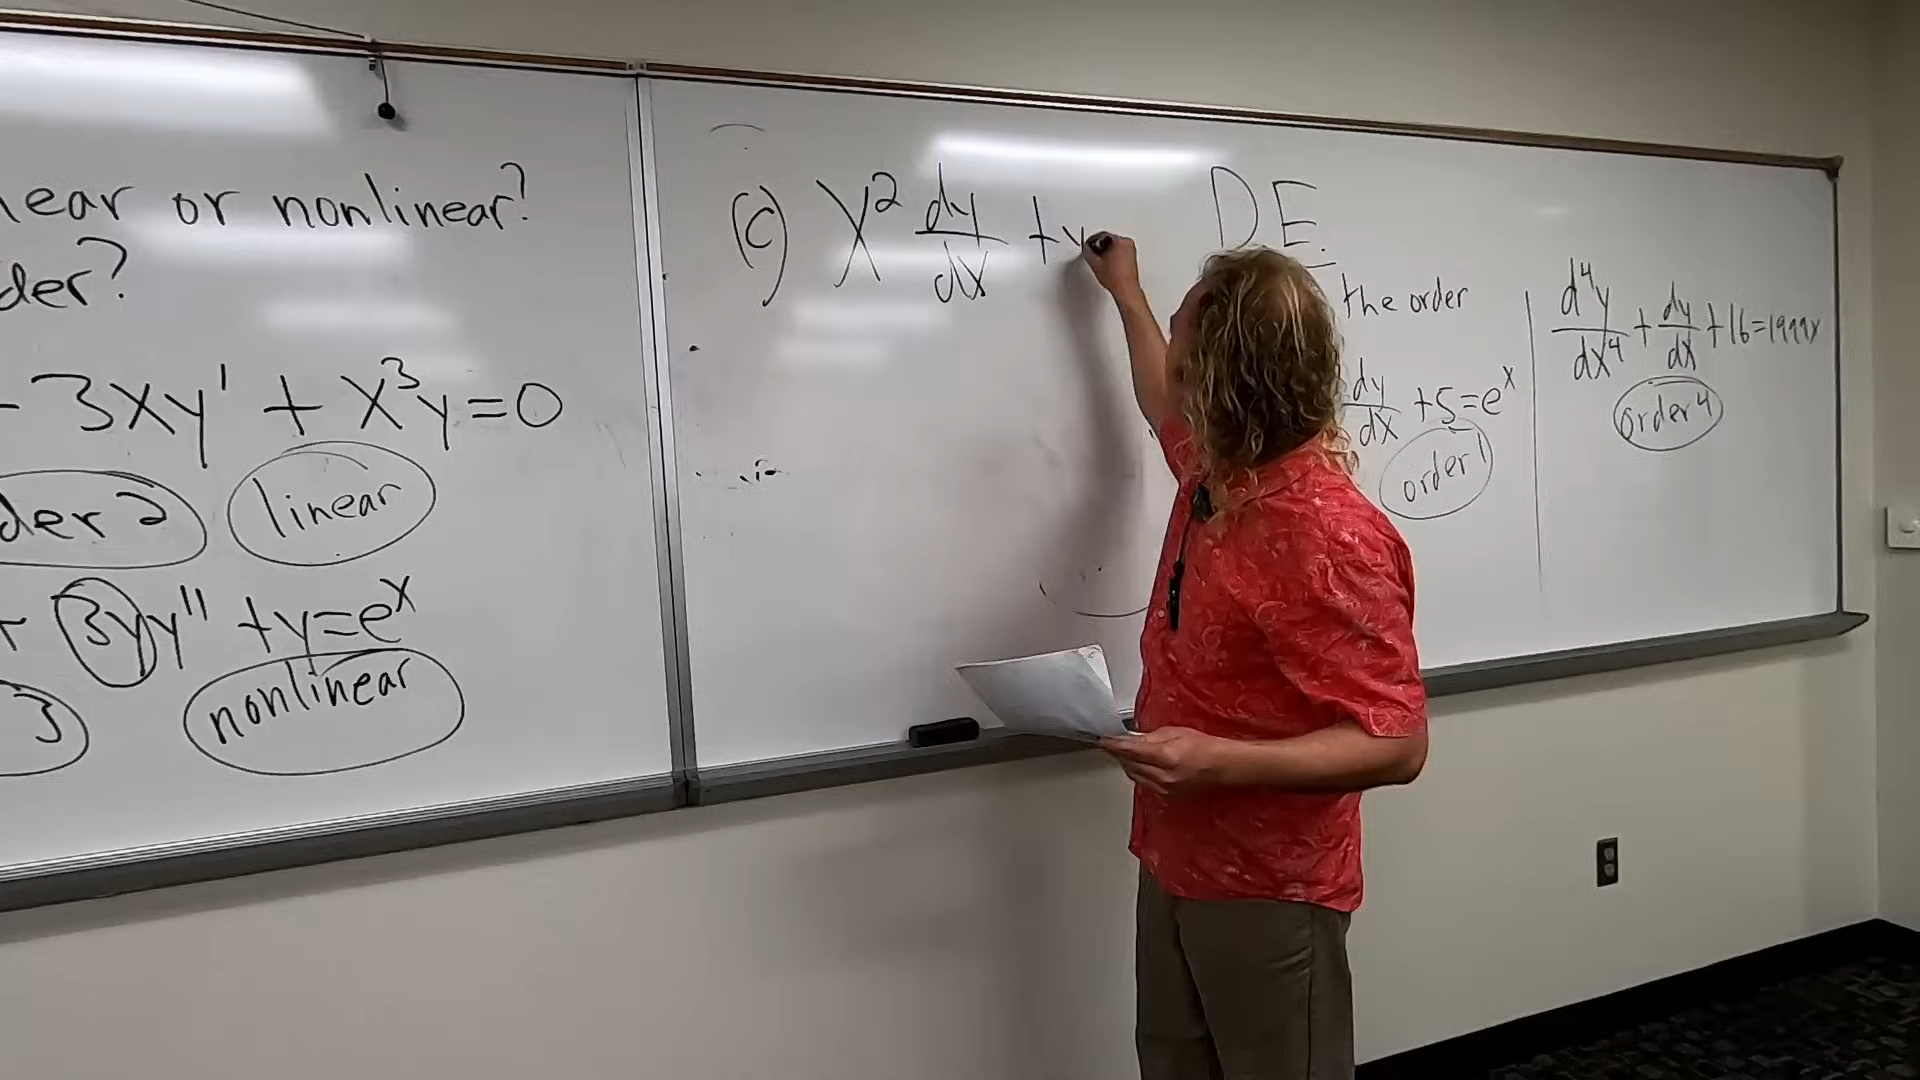 near or nonlinear?
der?
- 3xy' + x³y=0
der 2 linear
+ 3yy'' +y=eˣ
3 nonlinear
(c) x² dy/dx +y
D.E.
the order
dy/dx +5=eˣ
order 1
d⁴y/dx⁴ + dy/dx +16=1999x
order 4